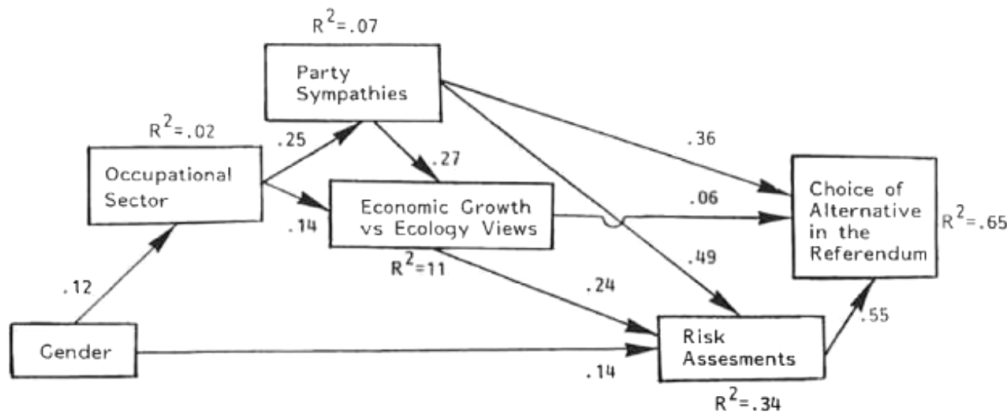 R²=.07
Party
Sympathies
R²=.02
.25
.36
.27
Occupational
Sector
Choice of
Alternative
in the
Referendum
Economic Growth
vs Ecology Views
.06
R²=.65
.14
R²=11
.49
.24
.12
.55
Gender
Risk
Assesments
.14
R²=.34